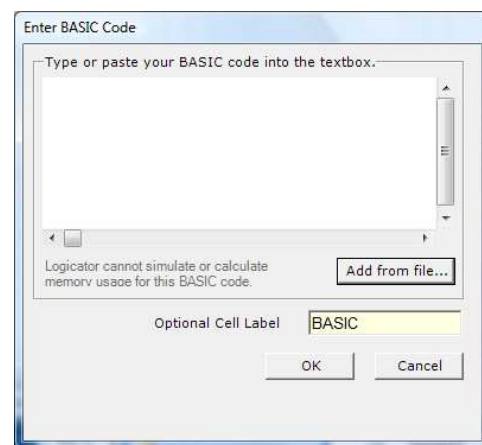 Enter BASIC Code
Type or paste your BASIC code into the textbox.
Logicator cannot simulate or calculate
memory usage for this BASIC code.
Add from file...
Optional Cell Label
BASIC
OK
Cancel